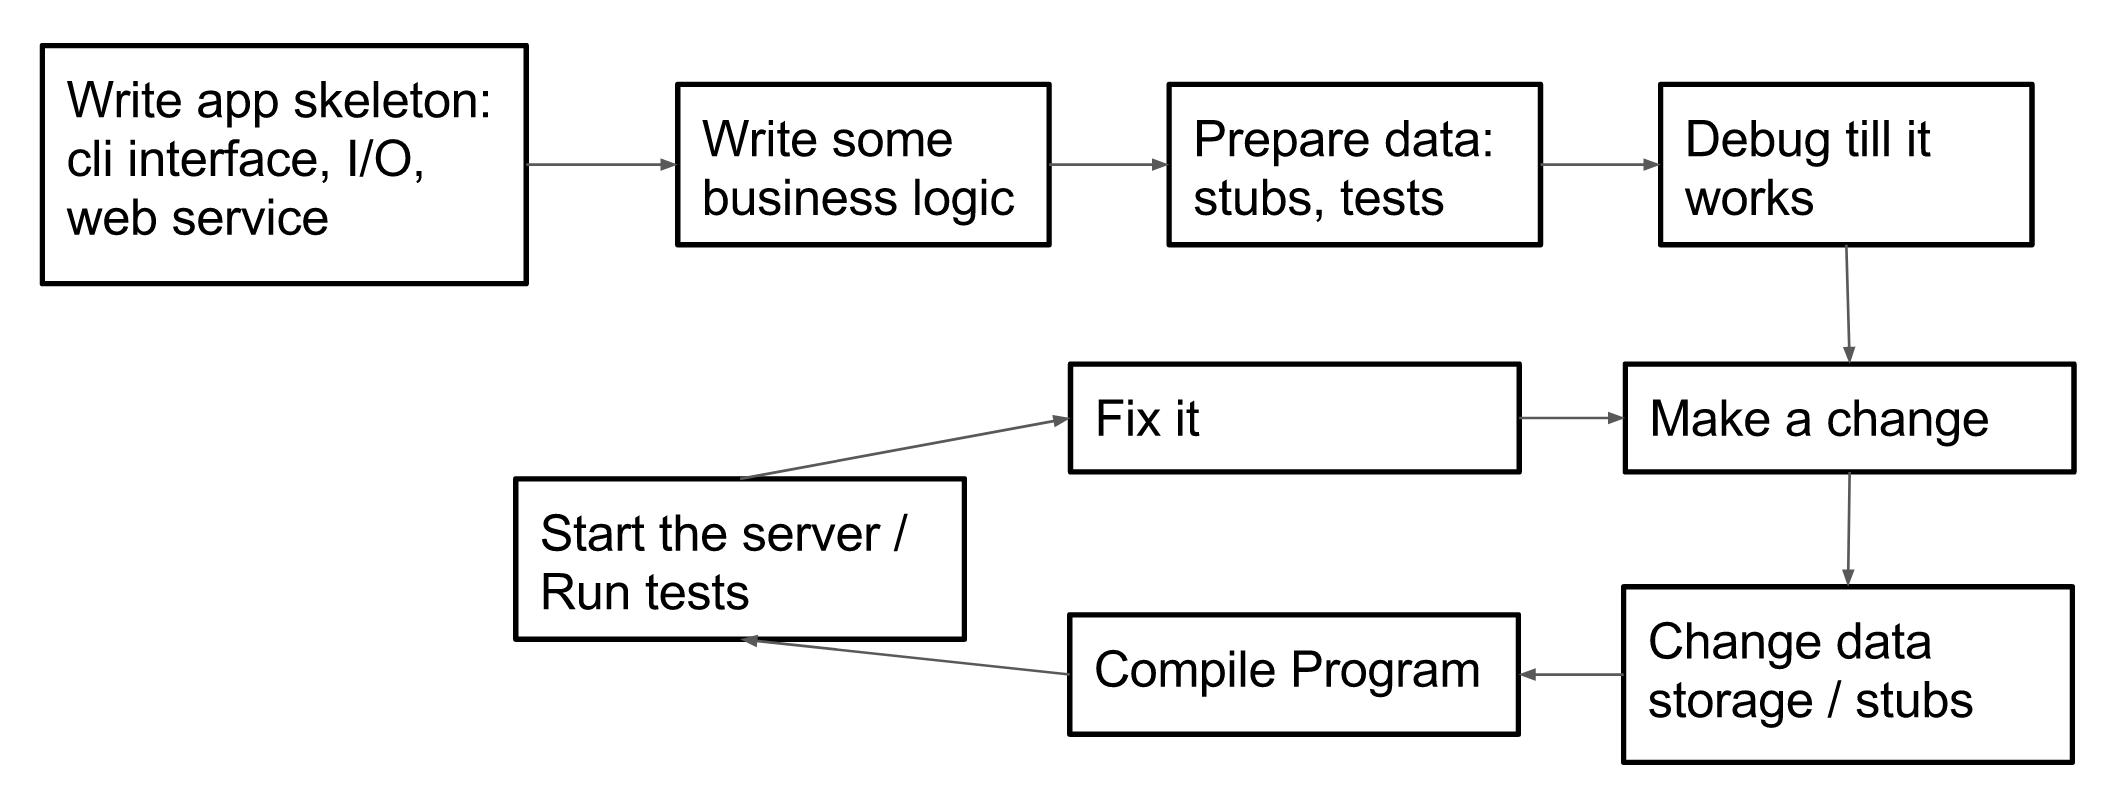 Write app skeleton:
cli interface, I/O,
web service
Write some
business logic
Prepare data:
stubs, tests
Debug till it
works
Fix it
Make a change
Start the server /
Run tests
Compile Program
Change data
storage / stubs